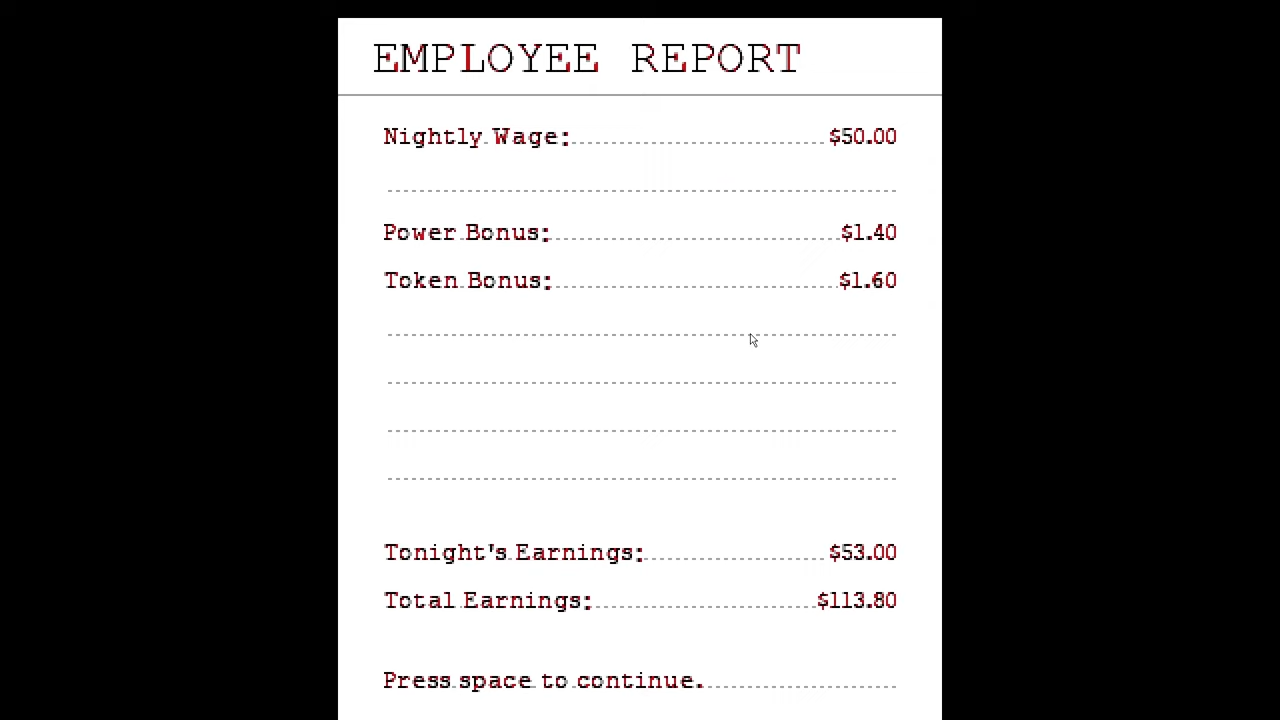 EMPLOYEE REPORT
Nightly Wage: $50.00
Power Bonus: $1.40
Token Bonus: $1.60
Tonight's Earnings: $53.00
Total Earnings: $113.80
Press space to continue.